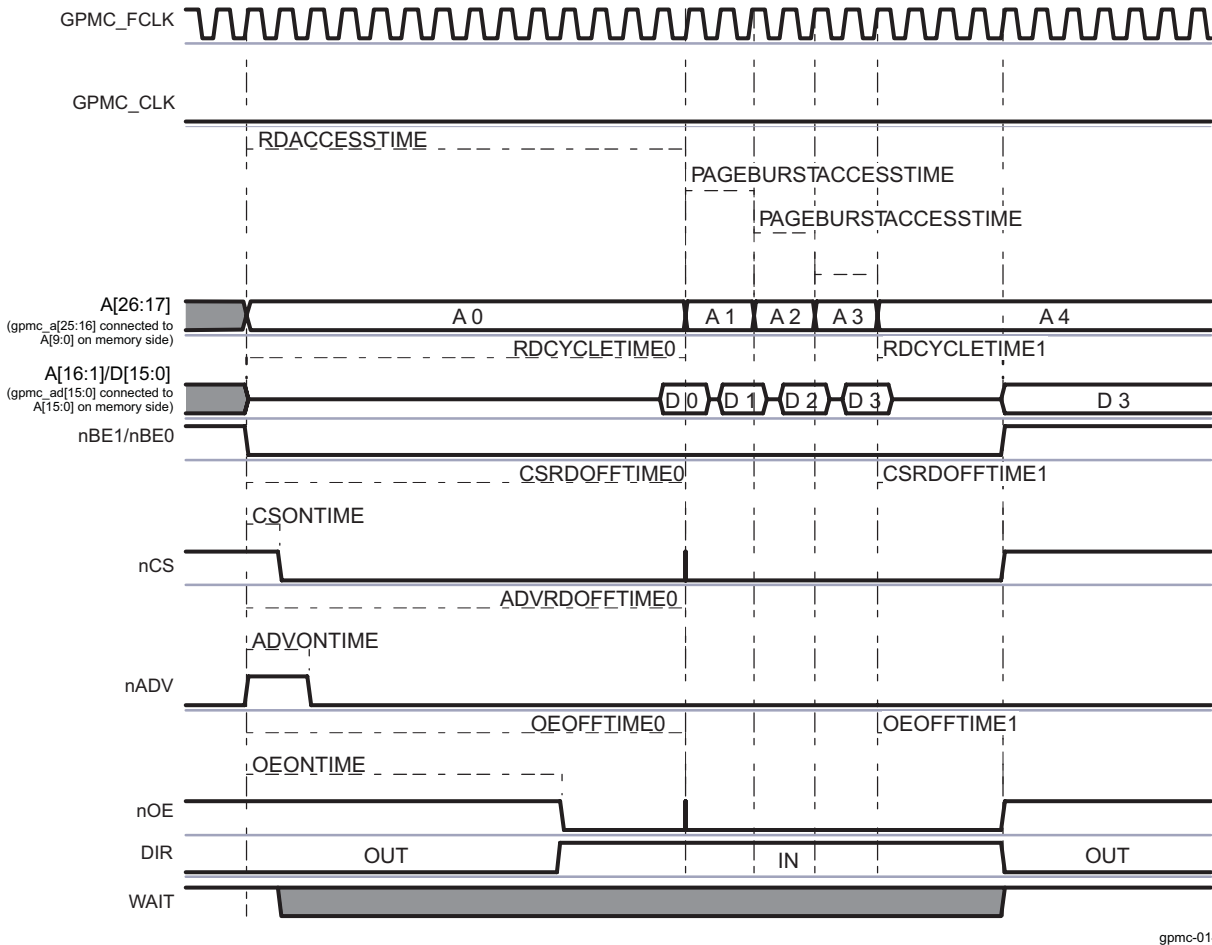 GPMC_FCLK
GPMC_CLK
RDACCESSTIME
PAGEBURSTACCESSTIME
PAGEBURSTACCESSTIME
A[26:17]
(gpmc_a[25:16] connected to
A[9:0] on memory side)
A 0 A 1 A 2 A 3 A 4
RDCYCLETIME0 RDCYCLETIME1
A[16:1]/D[15:0]
(gpmc_ad[15:0] connected to
A[15:0] on memory side)
D 0 D 1 D 2 D 3 D 3
nBE1/nBE0
CSRDOFFTIME0 CSRDOFFTIME1
CSONTIME
nCS
ADVRDOFFTIME0
ADVONTIME
nADV
OEOFFTIME0 OEOFFTIME1
OEONTIME
nOE
DIR OUT IN OUT
WAIT
gpmc-01